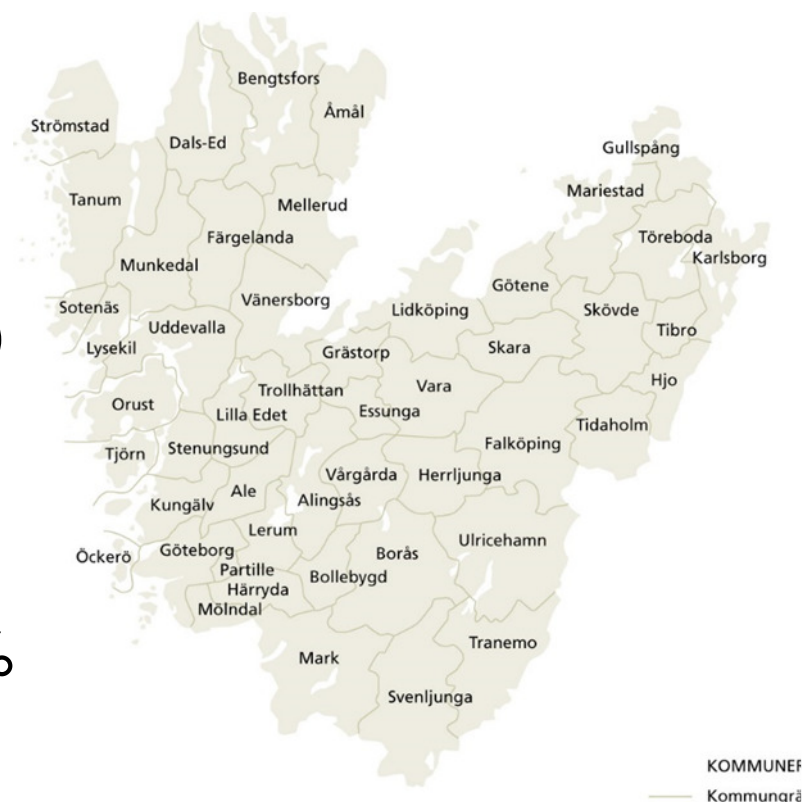 Bengtsfors
Åmål
Strömstad
Dals-Ed
Gullspång
Mariestad
Tanum
Mellerud
Töreboda
Färgelanda
Karlsborg
Munkedal
Götene
Vänersborg
Sotenäs
Lidköping
Skövde
Uddevalla
Tibro
Lysekil
Grästorp
Skara
Hjo
Trollhättan
Vara
Orust
Essunga
Lilla Edet
Tidaholm
Falköping
Stenungsund
Tjörn
Vårgårda
Herrljunga
Ale
Alingsås
Kungälv
Lerum
Ulricehamn
Göteborg
Borås
Öckerö
Partille
Bollebygd
Härryda
Mölndal
Tranemo
Mark
Svenljunga
KOMMUNER